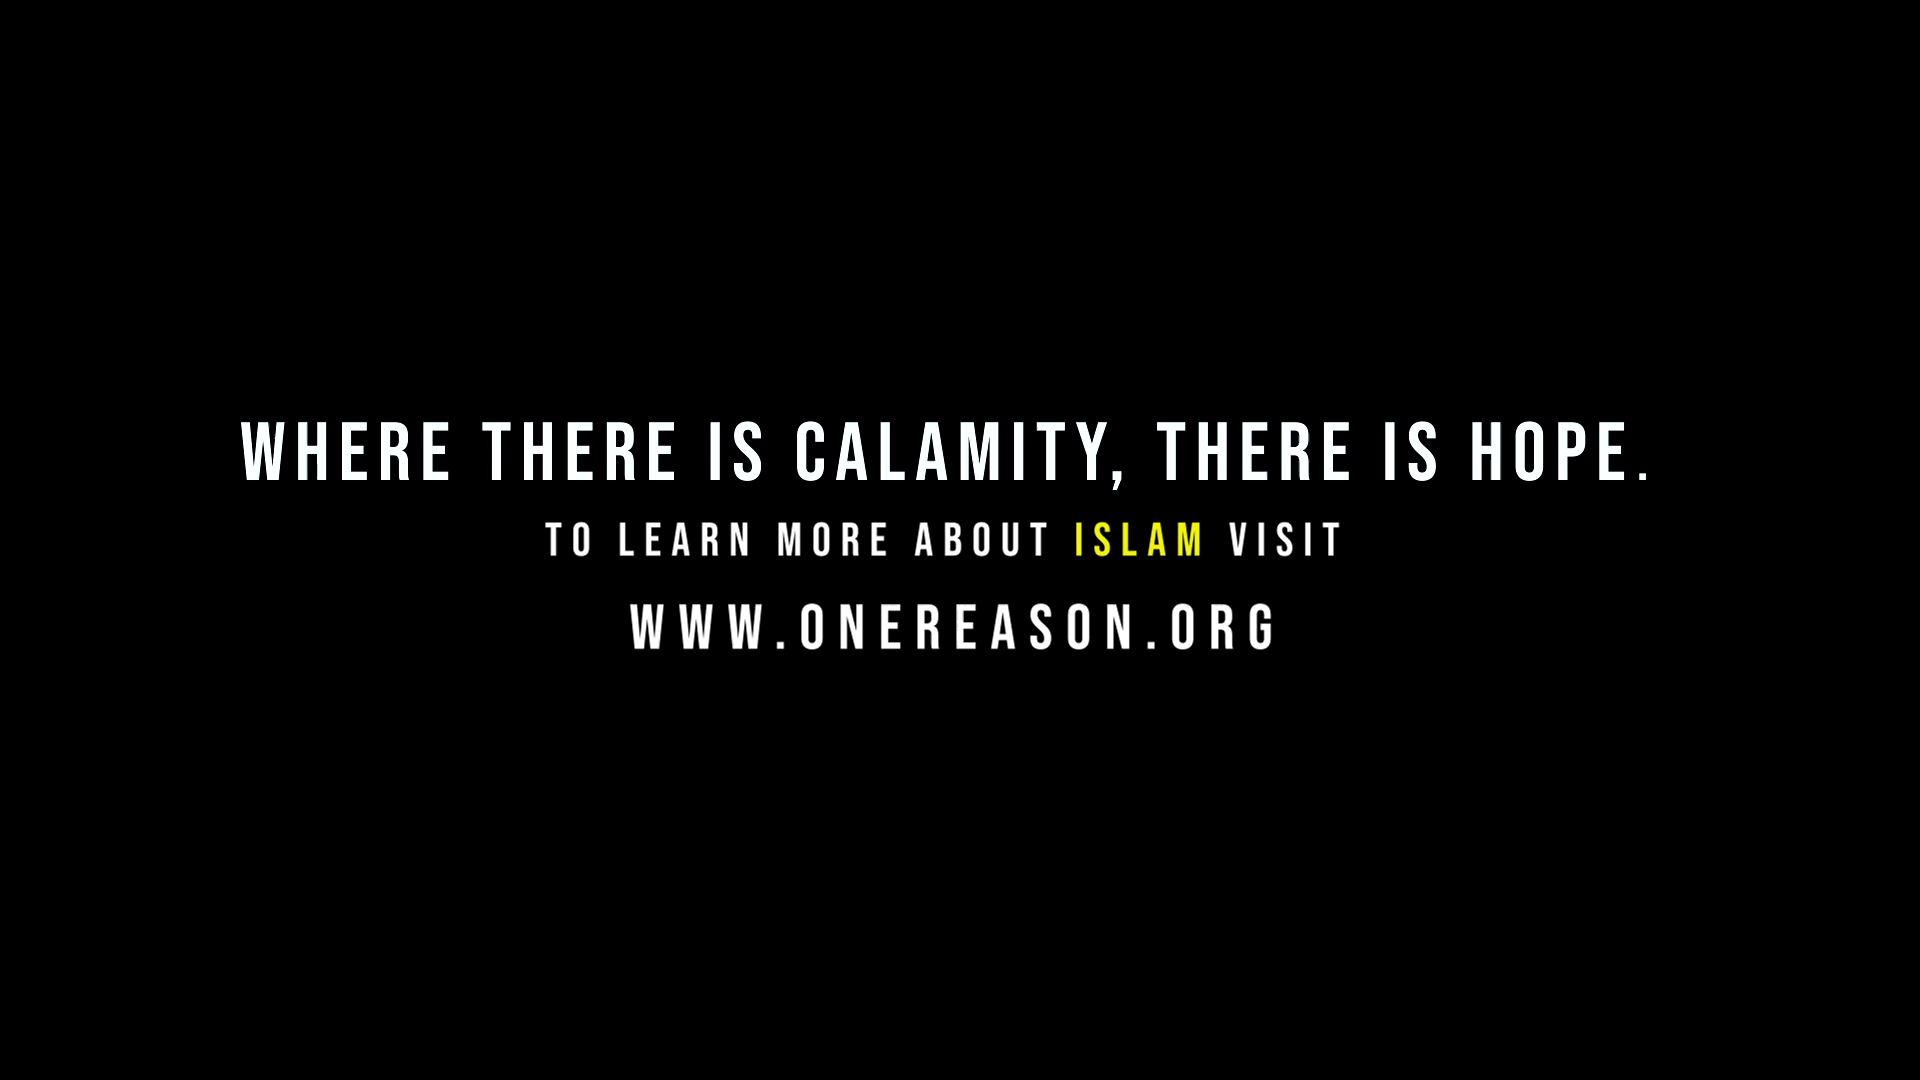 WHERE THERE IS CALAMITY, THERE IS HOPE.
TO LEARN MORE ABOUT ISLAM VISIT
WWW.ONEREASON.ORG